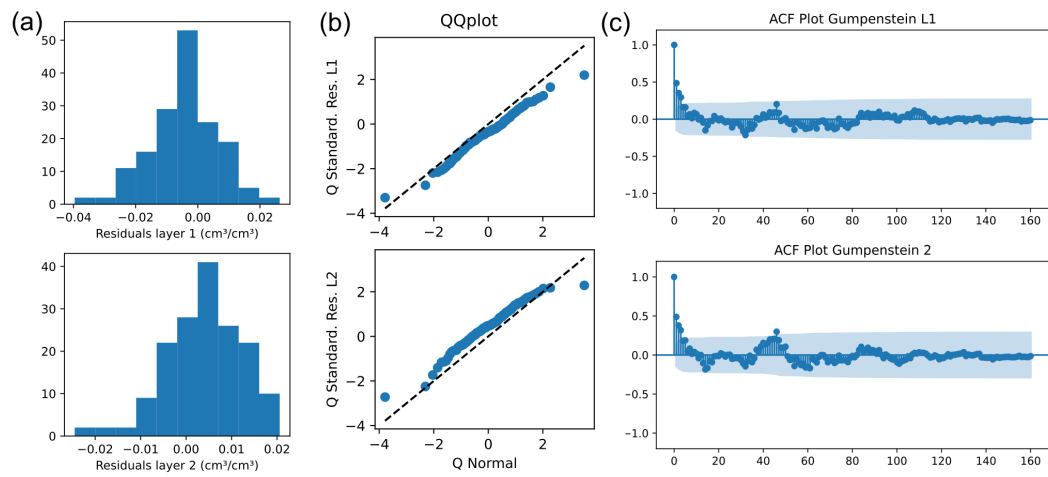 (a)
50
40
30
20
10
0
−0.04 −0.02 0.00 0.02
Residuals layer 1 (cm³/cm³)
40
30
20
10
0
−0.02 −0.01 0.00 0.01 0.02
Residuals layer 2 (cm³/cm³)
(b)
QQplot
Q Standard. Res. L1
2
0
−2
−4
−4 −2 0 2
Q Standard. Res. L2
2
0
−2
−4
−4 −2 0 2
Q Normal
(c)
ACF Plot Gumpenstein L1
1.0
0.5
0.0
−0.5
−1.0
0 20 40 60 80 100 120 140 160
ACF Plot Gumpenstein 2
1.0
0.5
0.0
−0.5
−1.0
0 20 40 60 80 100 120 140 160